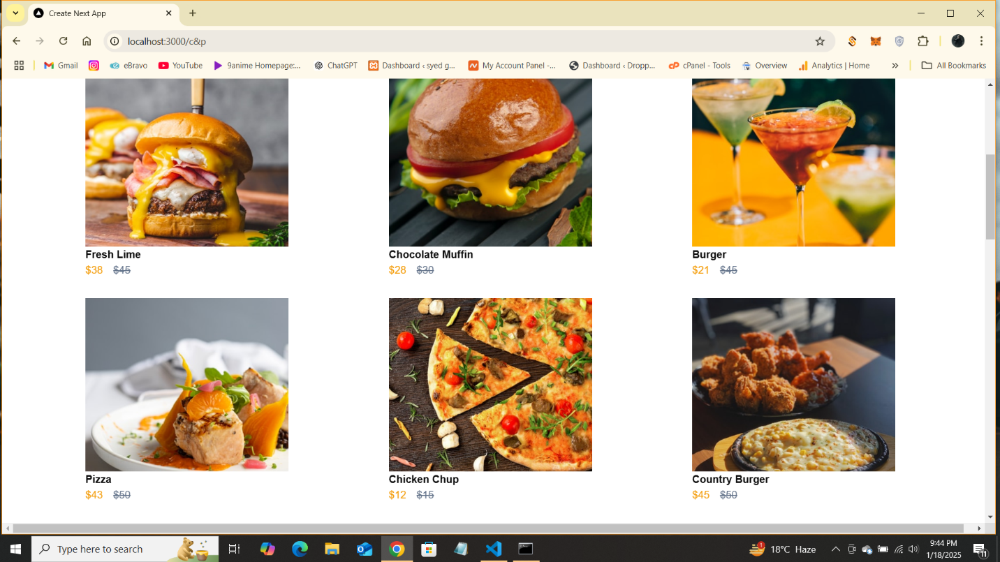 Create Next App
localhost:3000/c&p
Gmail
eBravo
YouTube
9anime Homepage:...
ChatGPT
Dashboard ‹ syed g...
My Account Panel -...
Dashboard ‹ Dropp...
cPanel - Tools
Overview
Analytics | Home
»
All Bookmarks
Fresh Lime
Chocolate Muffin
Burger
$38 $45
$28 $30
$21 $45
Pizza
Chicken Chup
Country Burger
$43 $50
$12 $15
$45 $50
Type here to search
1
18°C Haze
9:44 PM
1/18/2025
11